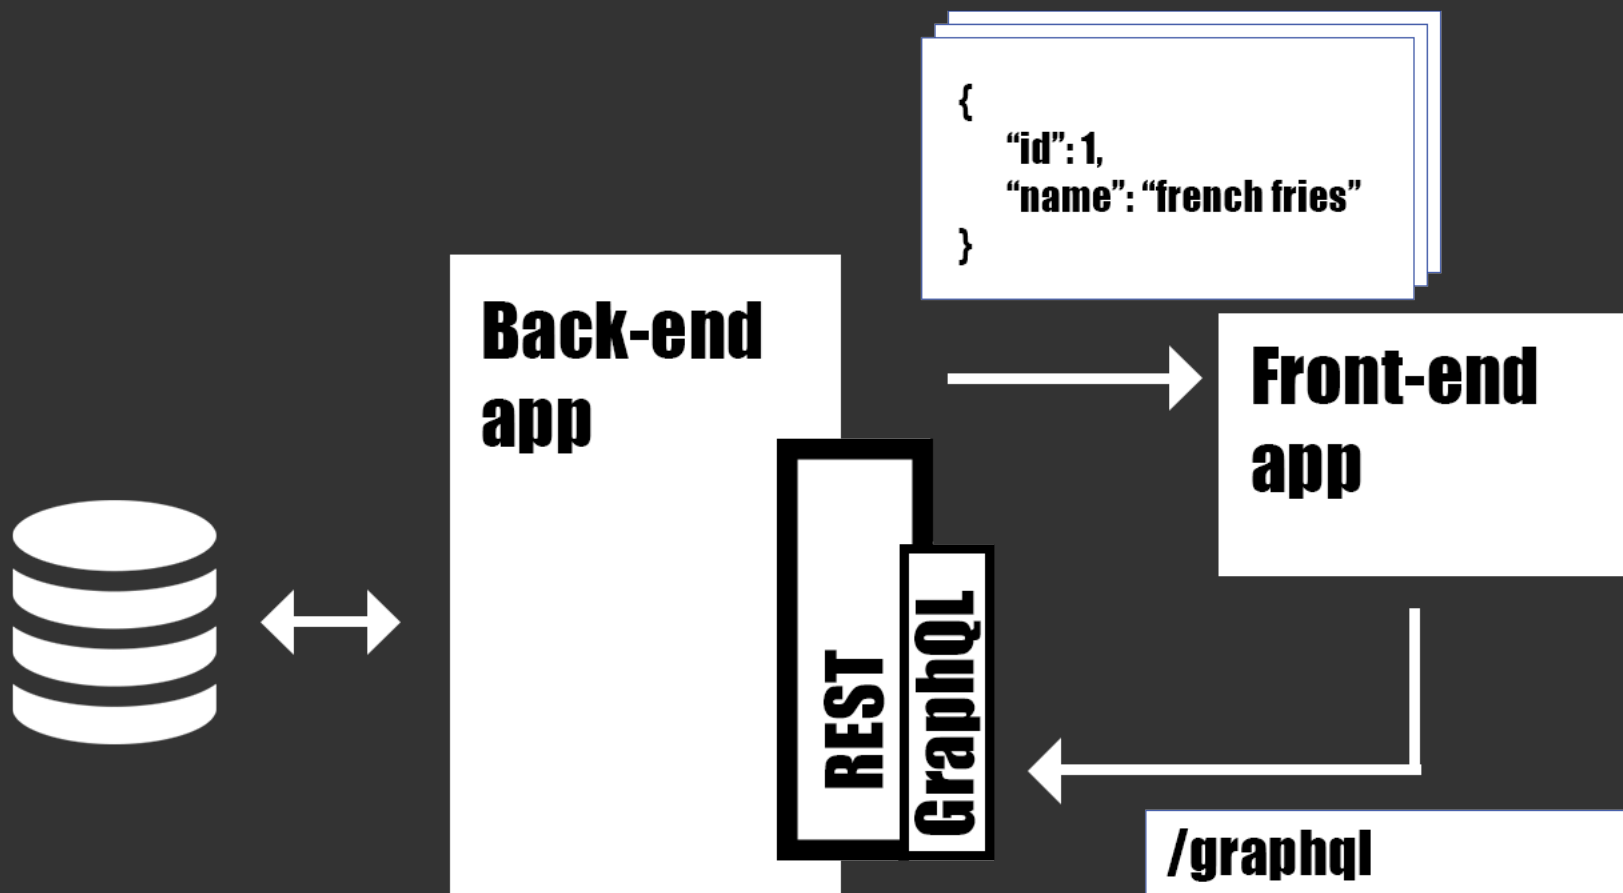 {
“id”: 1,
“name”: “french fries”
}
Back-end
app
Front-end
app
REST
GraphQL
/graphql